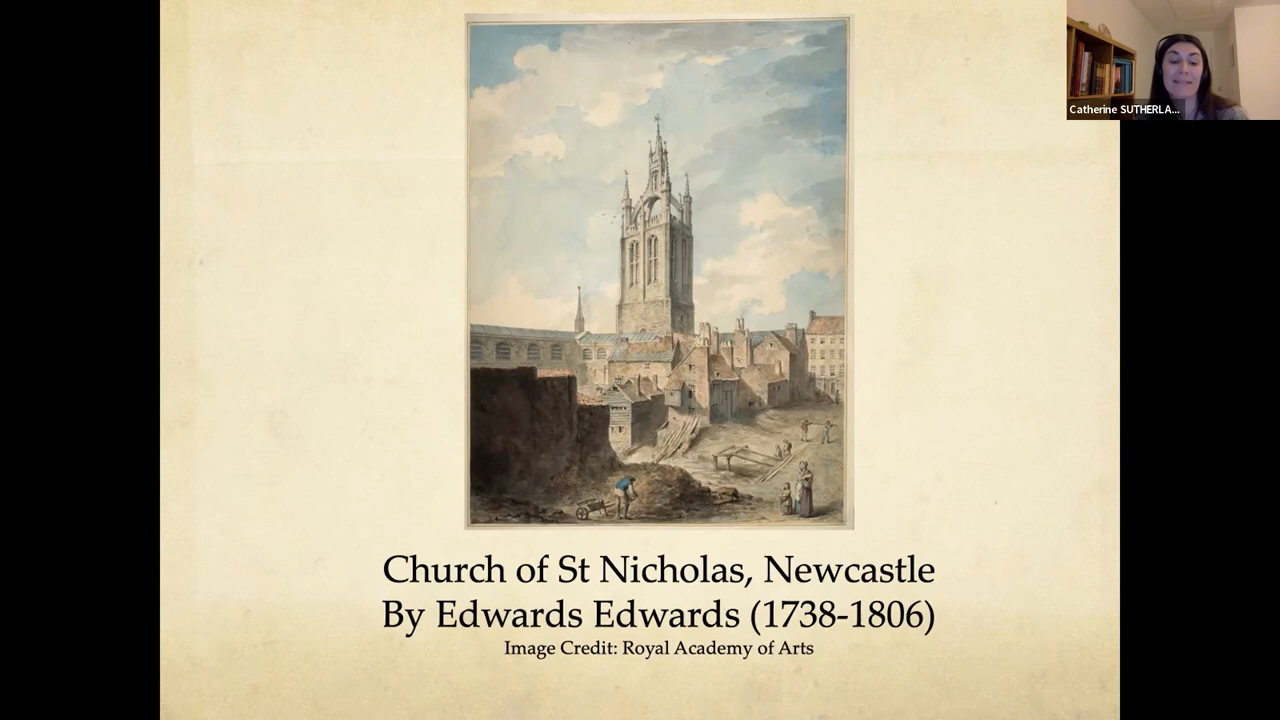 Catherine SUTHERLA...
Church of St Nicholas, Newcastle
By Edwards Edwards (1738-1806)
Image Credit: Royal Academy of Arts